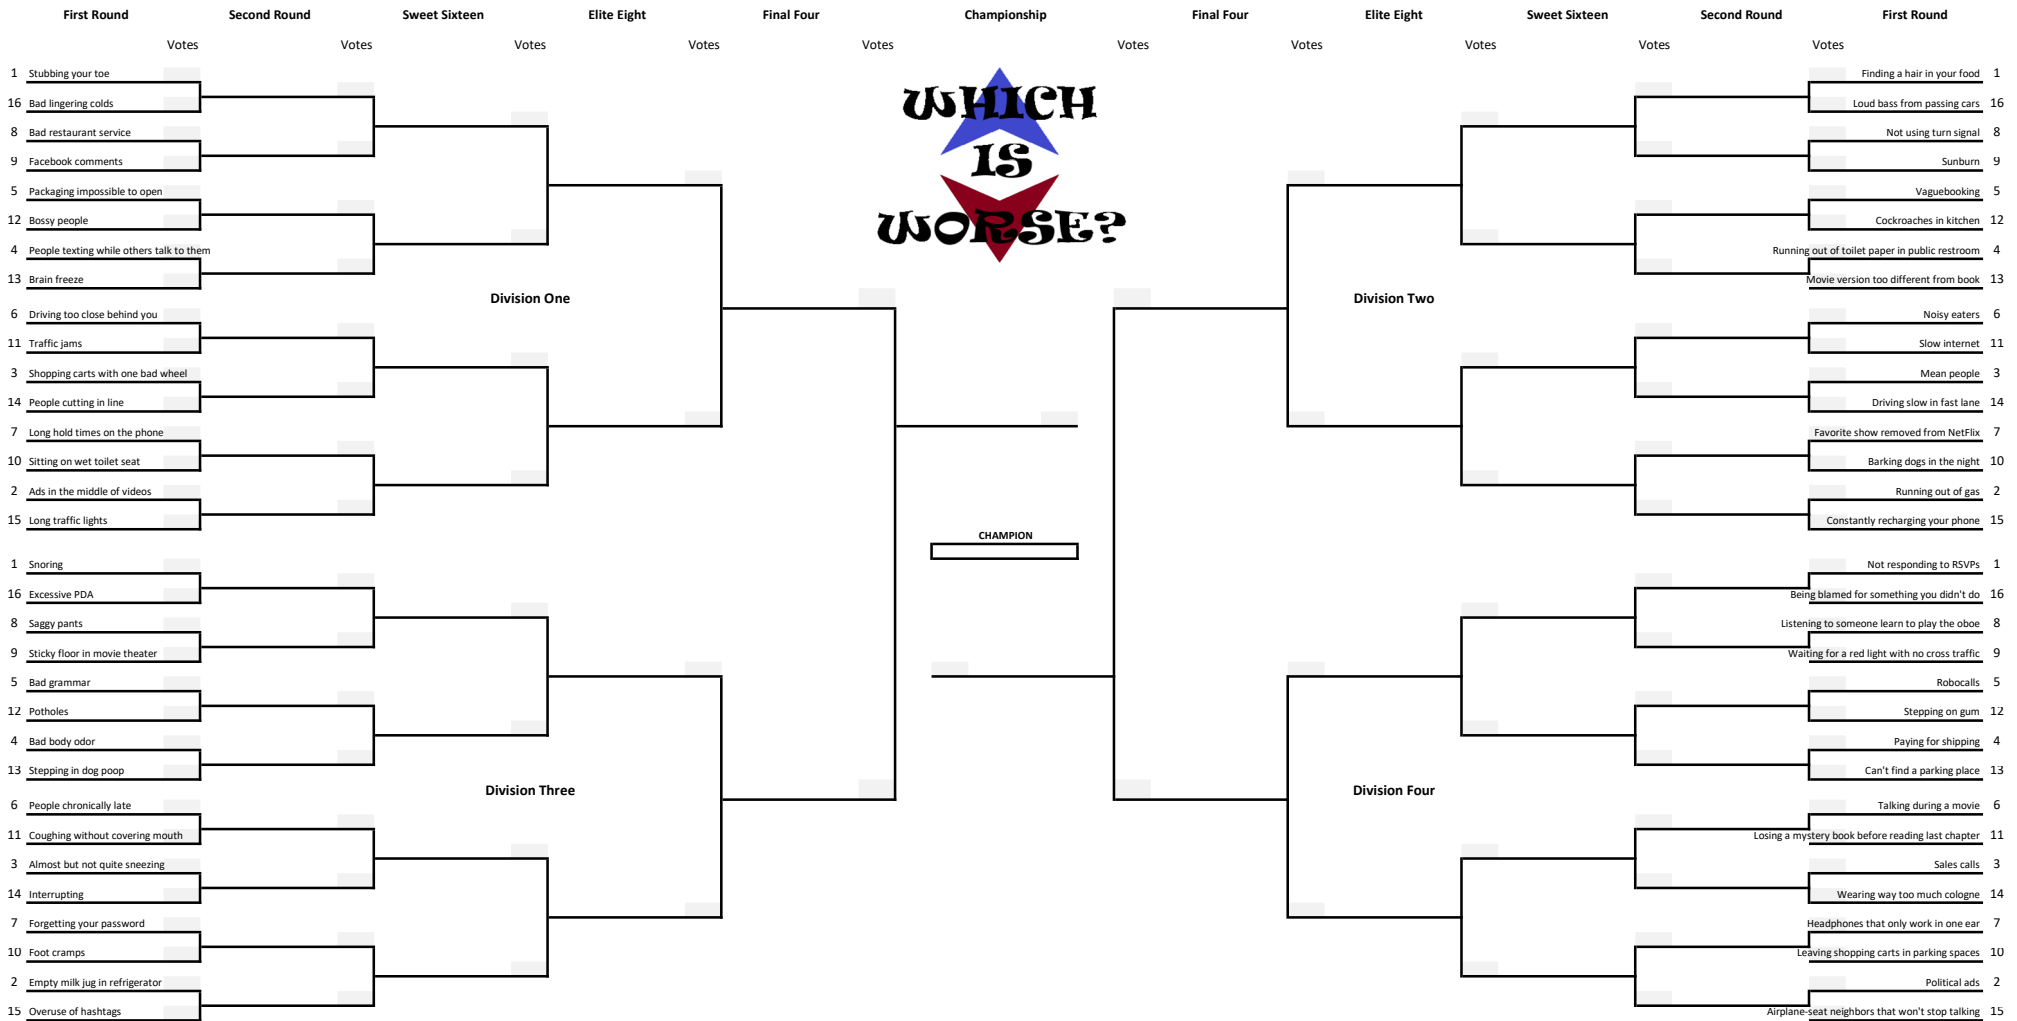 First Round Second Round Sweet Sixteen Elite Eight Final Four Championship Final Four Elite Eight Sweet Sixteen Second Round First Round
Votes Votes Votes Votes Votes Votes Votes Votes Votes Votes
WHICH
IS
WORSE?
Division One
1 Stubbing your toe
16 Bad lingering colds
8 Bad restaurant service
9 Facebook comments
5 Packaging impossible to open
12 Bossy people
4 People texting while others talk to them
13 Brain freeze
6 Driving too close behind you
11 Traffic jams
3 Shopping carts with one bad wheel
14 People cutting in line
7 Long hold times on the phone
10 Sitting on wet toilet seat
2 Ads in the middle of videos
15 Long traffic lights
Division Three
1 Snoring
16 Excessive PDA
8 Saggy pants
9 Sticky floor in movie theater
5 Bad grammar
12 Potholes
4 Bad body odor
13 Stepping in dog poop
6 People chronically late
11 Coughing without covering mouth
3 Almost but not quite sneezing
14 Interrupting
7 Forgetting your password
10 Foot cramps
2 Empty milk jug in refrigerator
15 Overuse of hashtags
CHAMPION
Division Two
Finding a hair in your food 1
Loud bass from passing cars 16
Not using turn signal 8
Sunburn 9
Vaguebooking 5
Cockroaches in kitchen 12
Running out of toilet paper in public restroom 4
Movie version too different from book 13
Noisy eaters 6
Slow internet 11
Mean people 3
Driving slow in fast lane 14
Favorite show removed from NetFlix 7
Barking dogs in the night 10
Running out of gas 2
Constantly recharging your phone 15
Division Four
Not responding to RSVPs 1
Being blamed for something you didn't do 16
Listening to someone learn to play the oboe 8
Waiting for a red light with no cross traffic 9
Robocalls 5
Stepping on gum 12
Paying for shipping 4
Can't find a parking place 13
Talking during a movie 6
Losing a mystery book before reading last chapter 11
Sales calls 3
Wearing way too much cologne 14
Headphones that only work in one ear 7
Leaving shopping carts in parking spaces 10
Political ads 2
Airplane-seat neighbors that won't stop talking 15